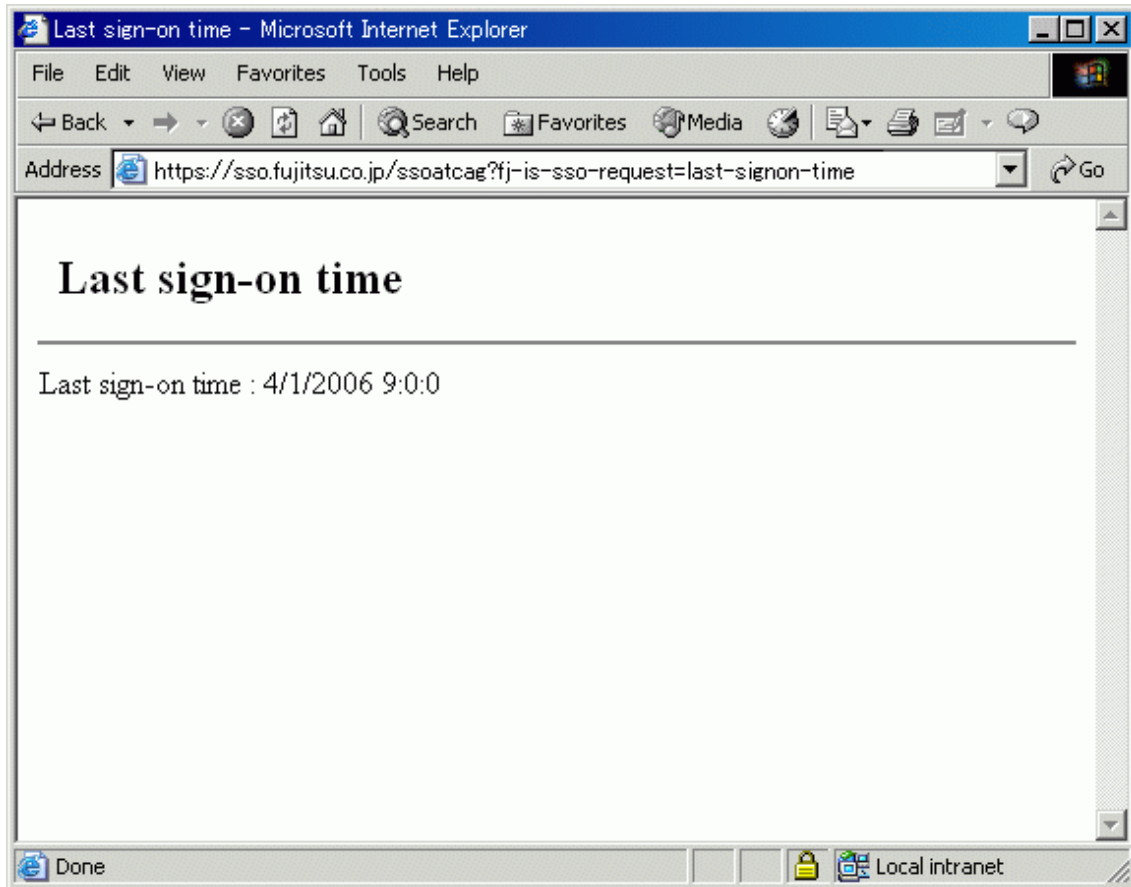 Last sign-on time - Microsoft Internet Explorer
File Edit View Favorites Tools Help
Back Search Favorites Media
Address https://sso.fujitsu.co.jp/ssoatcag?fj-is-sso-request=last-signon-time Go
Last sign-on time
Last sign-on time : 4/1/2006 9:0:0
Done Local intranet